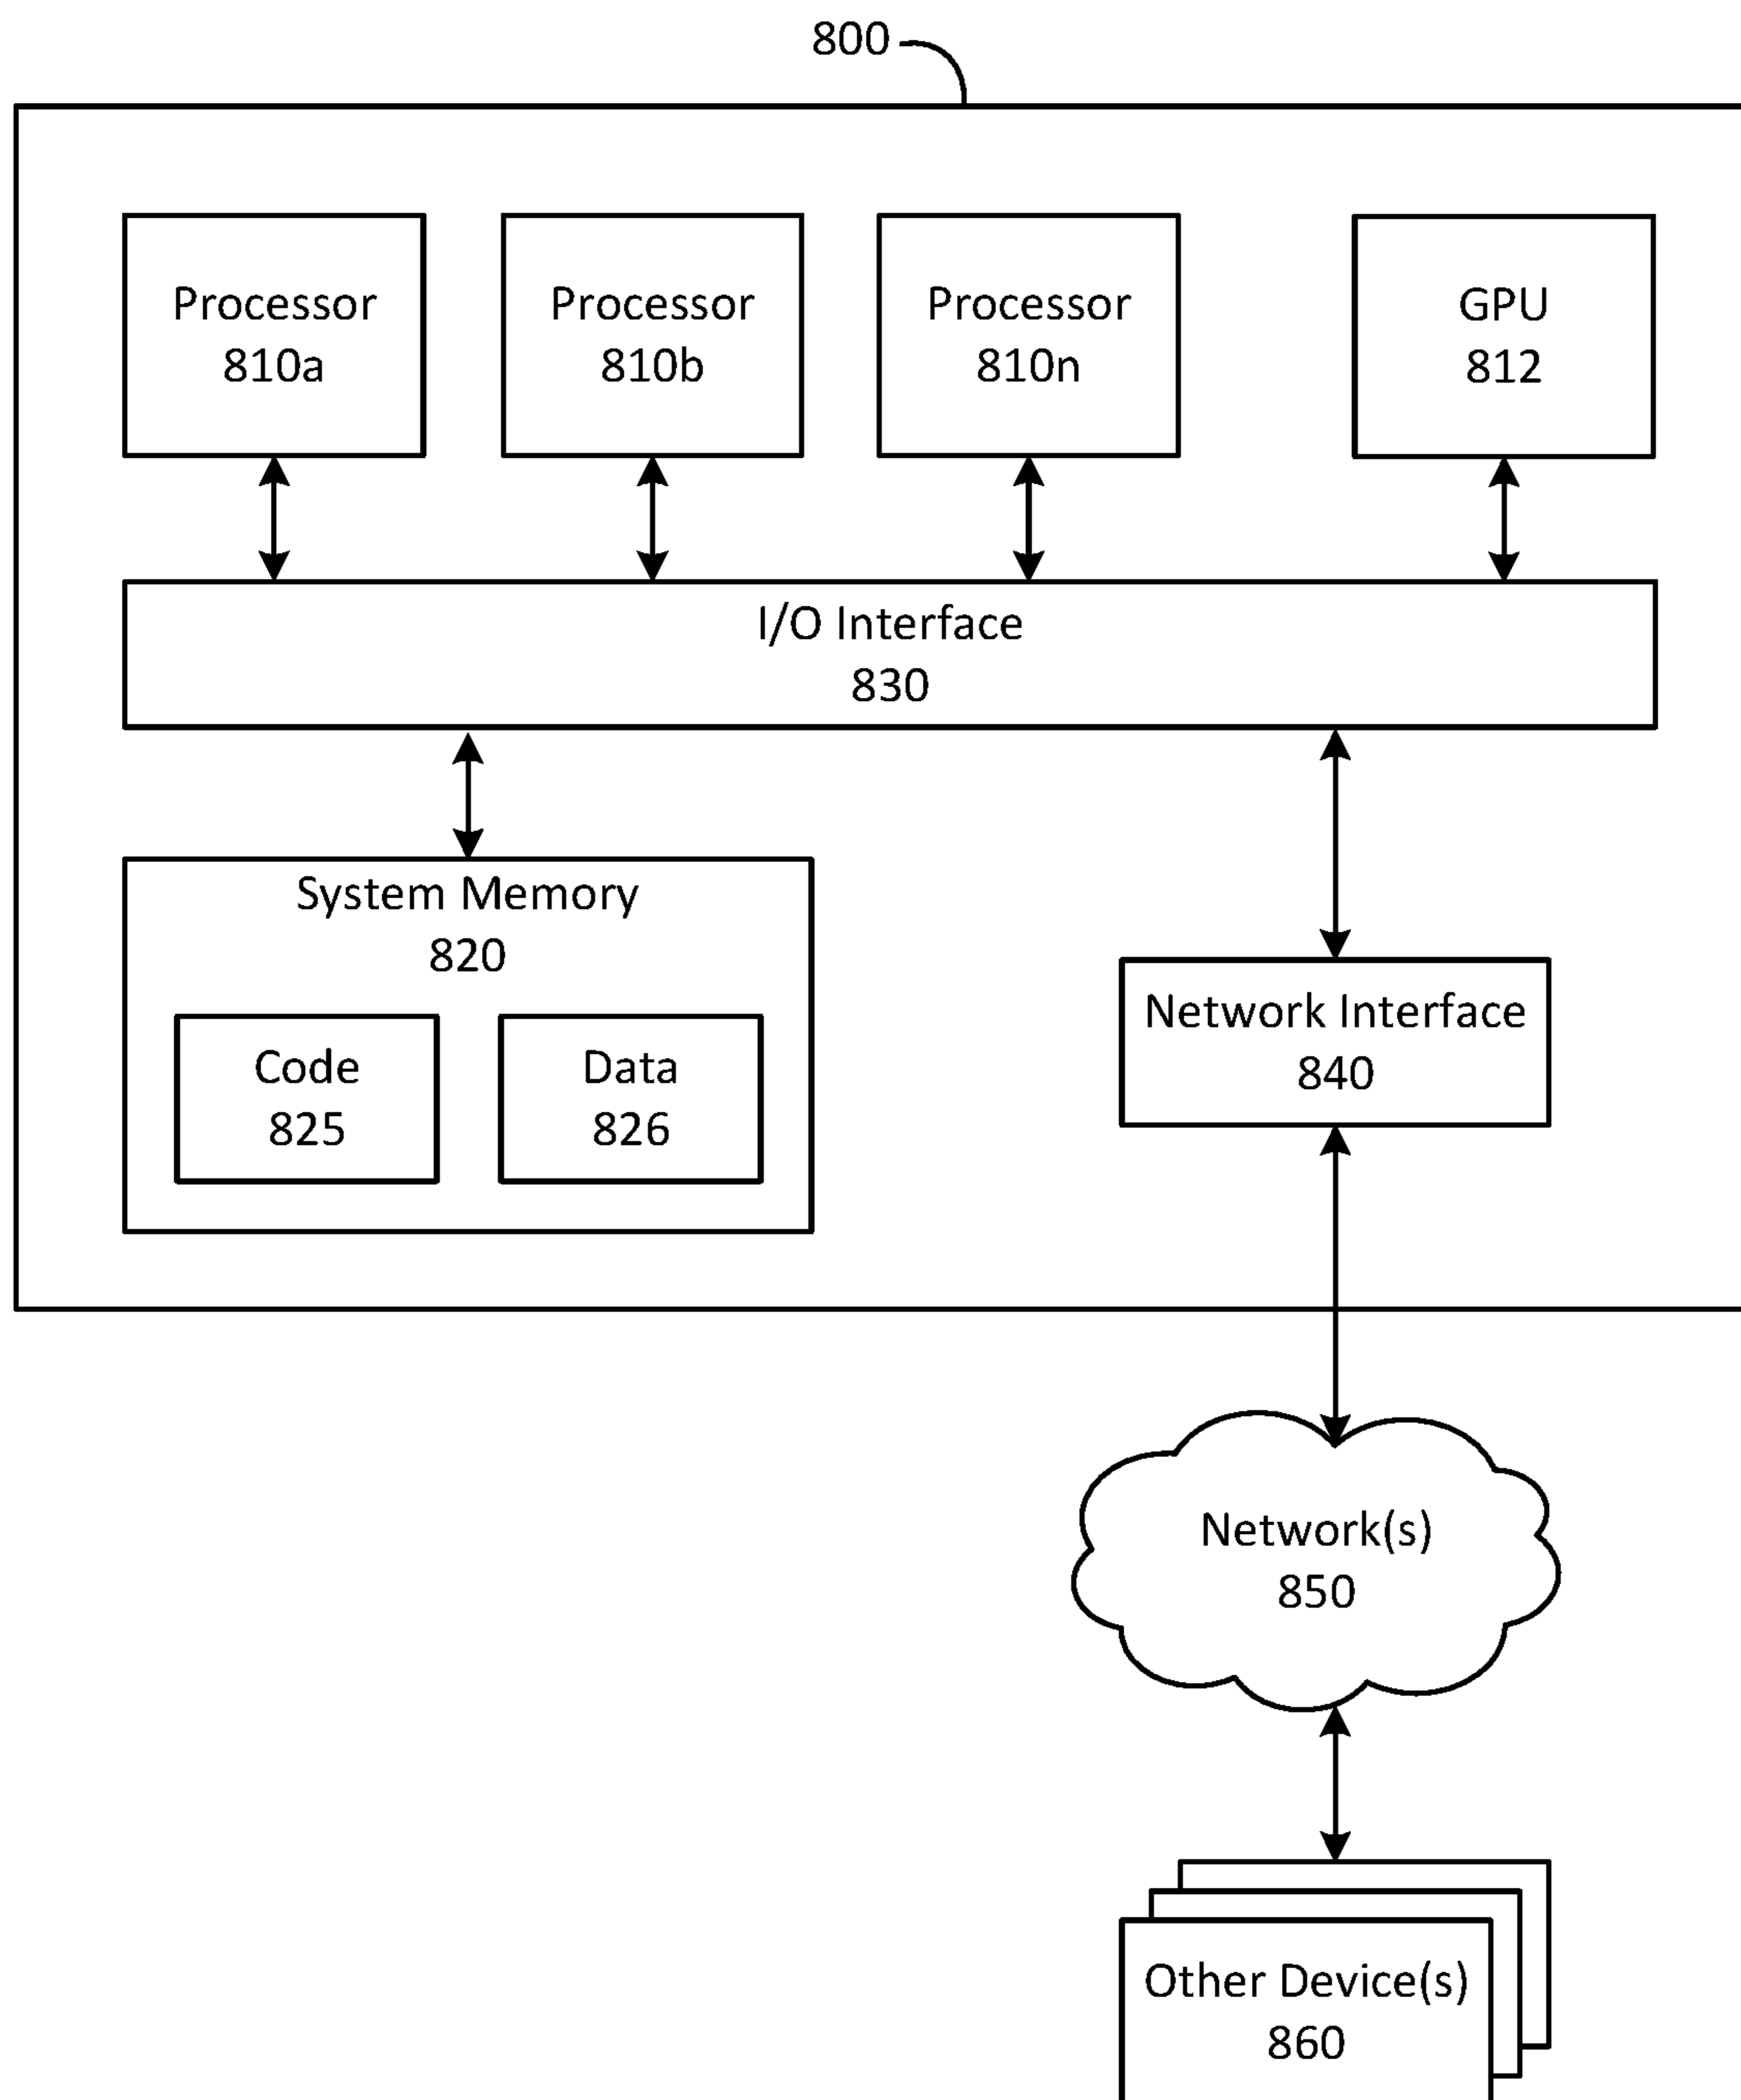 800
Processor
810a
Processor
810b
Processor
810n
GPU
812
I/O Interface
830
System Memory
820
Code
825
Data
826
Network Interface
840
Network(s)
850
Other Device(s)
860